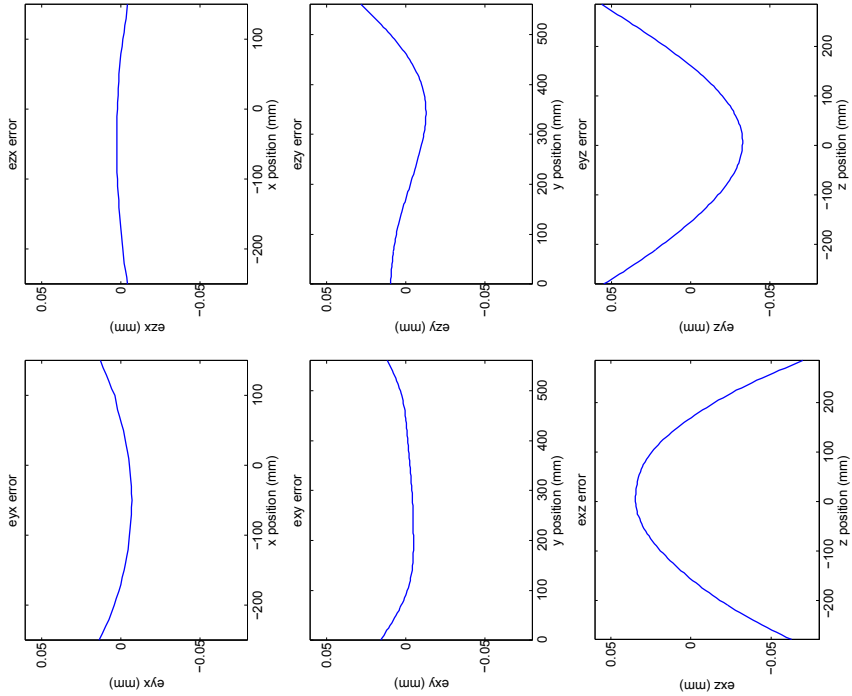 eyx error
0.05
0
−0.05
eyx (mm)
−200
−100
0
100
x position (mm)
ezx error
0.05
0
−0.05
ezx (mm)
−200
−100
0
100
x position (mm)
exy error
0.05
0
−0.05
exy (mm)
0
100
200
300
400
500
y position (mm)
ezy error
0.05
0
−0.05
ezy (mm)
0
100
200
300
400
500
y position (mm)
exz error
0.05
0
−0.05
exz (mm)
−200
−100
0
100
200
z position (mm)
eyz error
0.05
0
−0.05
eyz (mm)
−200
−100
0
100
200
z position (mm)